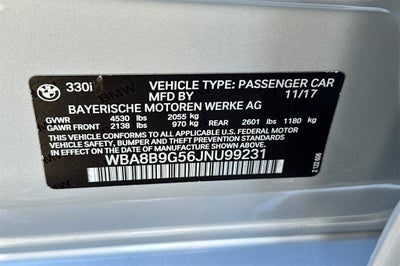 330i VEHICLE TYPE: PASSENGER CAR
MFD BY 11/17
BAYERISCHE MOTOREN WERKE AG
GVWR 4530 lbs 2055 kg
GAWR FRONT 2138 lbs 970 kg REAR 2601 lbs 1180 kg
THIS VEHICLE CONFORMS TO ALL APPLICABLE U.S. FEDERAL MOTOR
VEHICLE SAFETY, BUMPER AND THEFT PREVENTION STANDARDS IN
EFFECT ON THE DATE OF MANUFACTURE SHOWN ABOVE.
WBA8B9G56JNU99231